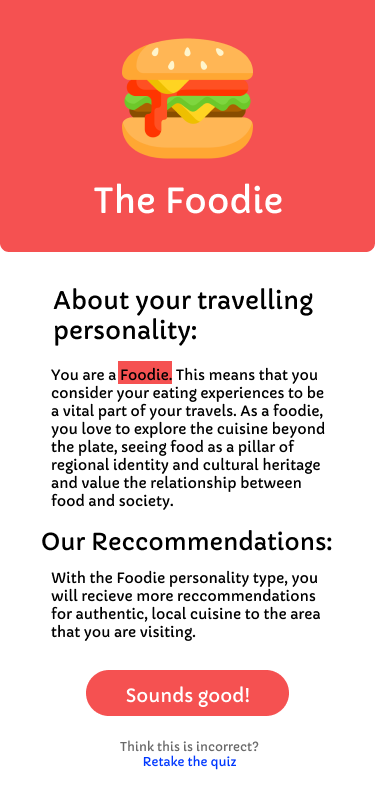 The Foodie
About your travelling
personality:
You are a Foodie. This means that you
consider your eating experiences to be
a vital part of your travels. As a foodie,
you love to explore the cuisine beyond
the plate, seeing food as a pillar of
regional identity and cultural heritage
and value the relationship between
food and society.
Our Reccommendations:
With the Foodie personality type, you
will recieve more reccommendations
for authentic, local cuisine to the area
that you are visiting.
Sounds good!
Think this is incorrect?
Retake the quiz